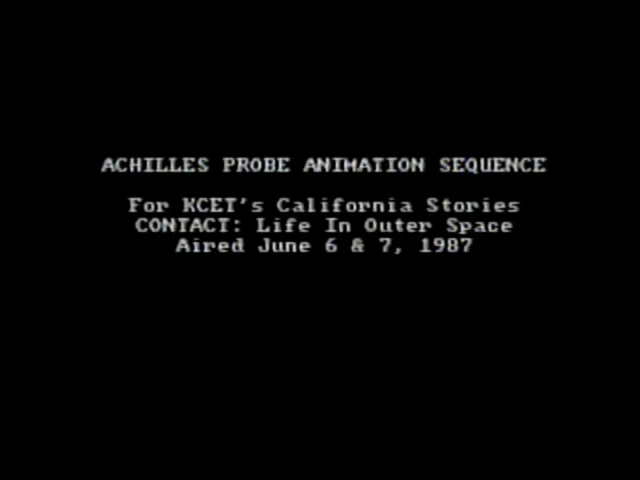 ACHILLES PROBE ANIMATION SEQUENCE
For KCET's California Stories
CONTACT: Life In Outer Space
Aired June 6 & 7, 1987